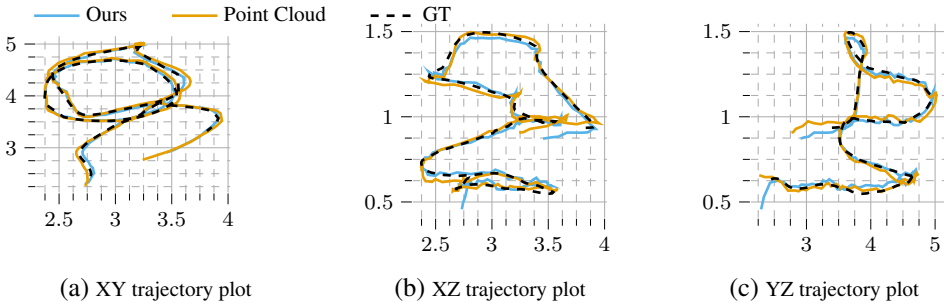 Ours Point Cloud GT
5
4
3
2.5 3 3.5 4
1.5
1
0.5
2.5 3 3.5 4
1.5
1
0.5
3 4 5
(a) XY trajectory plot
(b) XZ trajectory plot
(c) YZ trajectory plot